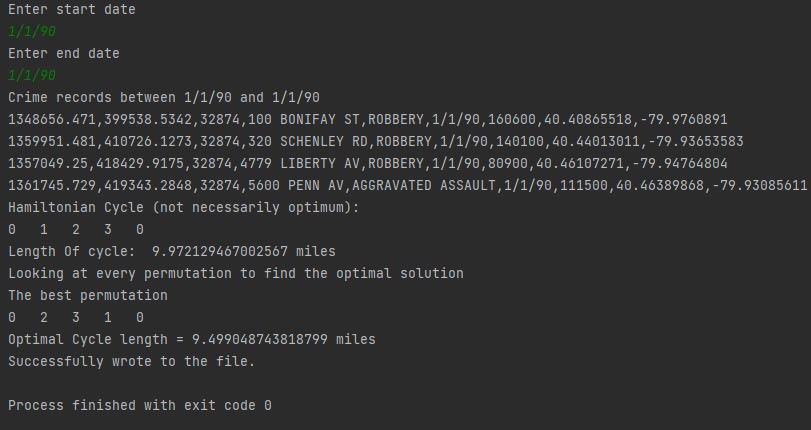 Enter start date
1/1/90
Enter end date
1/1/90
Crime records between 1/1/90 and 1/1/90
1348656.471,399538.5342,32874,100 BONIFAY ST,ROBBERY,1/1/90,160600,40.40865518,-79.9760891
1359951.481,410726.1273,32874,320 SCHENLEY RD,ROBBERY,1/1/90,140100,40.44013011,-79.93653583
1357049.25,418429.9175,32874,4779 LIBERTY AV,ROBBERY,1/1/90,80900,40.46107271,-79.94764804
1361745.729,419343.2848,32874,5600 PENN AV,AGGRAVATED ASSAULT,1/1/90,111500,40.46389868,-79.93085611
Hamiltonian Cycle (not necessarily optimum):
0   1   2   3   0
Length Of cycle:  9.972129467002567 miles
Looking at every permutation to find the optimal solution
The best permutation
0   2   3   1   0
Optimal Cycle length = 9.499048743818799 miles
Successfully wrote to the file.
Process finished with exit code 0